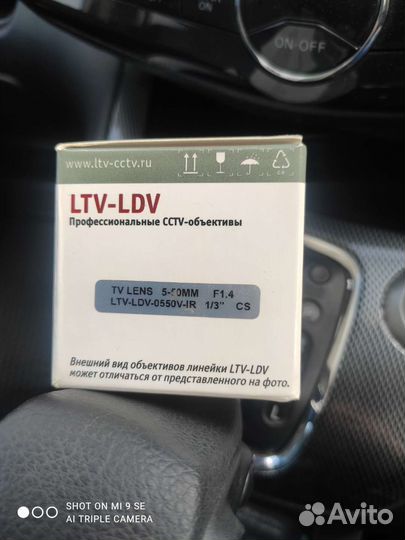 ON-OFF
www.ltv-cctv.ru
LTV-LDV
Профессиональные CCTV-объективы
TV LENS 5-50MM F1.4
LTV-LDV-0550V-IR 1/3" CS
Внешний вид объективов линейки LTV-LDV
может отличаться от представленного на фото.
SHOT ON MI 9 SE
AI TRIPLE CAMERA
Avito